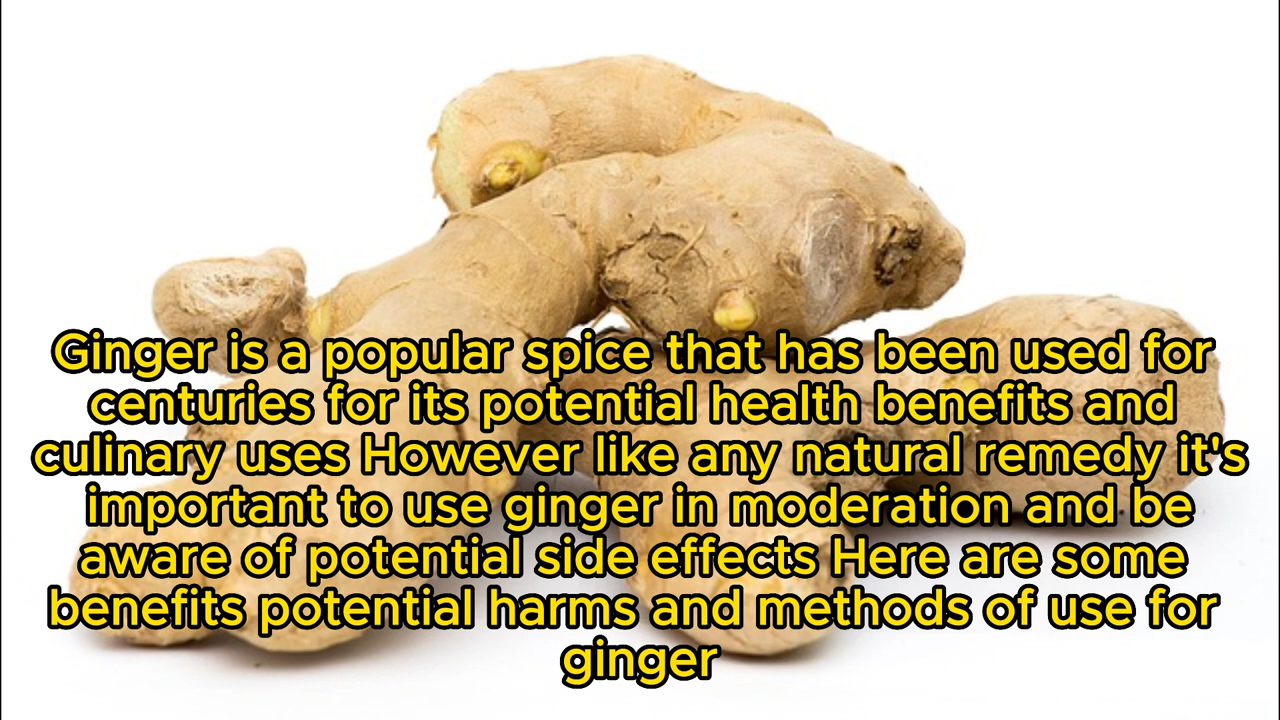 Ginger is a popular spice that has been used for
centuries for its potential health benefits and
culinary uses However like any natural remedy it's
important to use ginger in moderation and be
aware of potential side effects Here are some
benefits potential harms and methods of use for
ginger